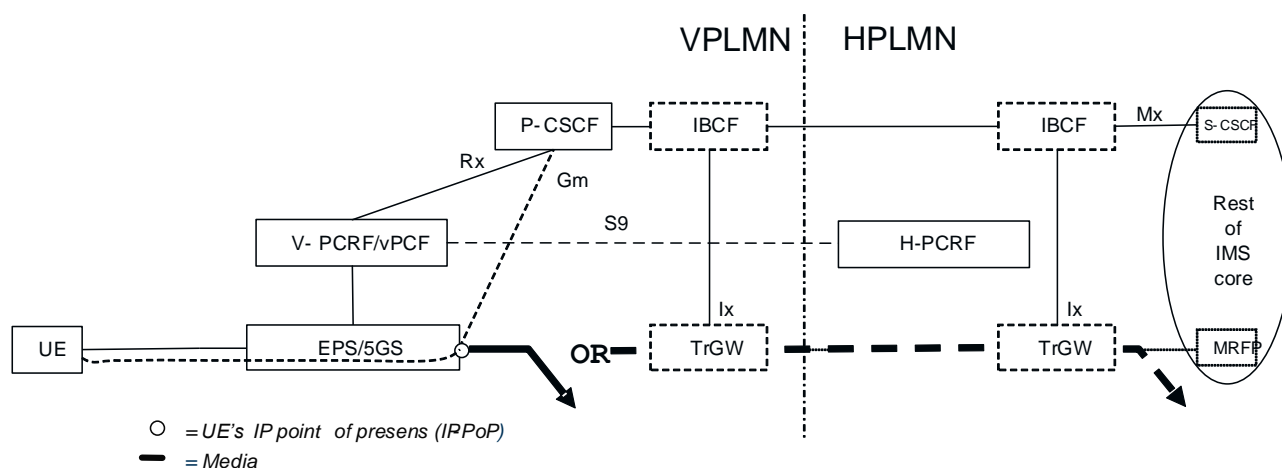 VPLMN
HPLMN
P- CSCF
IBCF
IBCF
Mx
S- CSCF
Rx
Gm
V- PCRF/vPCF
S9
H-PCRF
Rest
of
IMS
core
Ix
Ix
UE
EPS/5GS
OR
TrGW
TrGW
MRFP
=UE's IP point of presens (IPPoP)
= Media